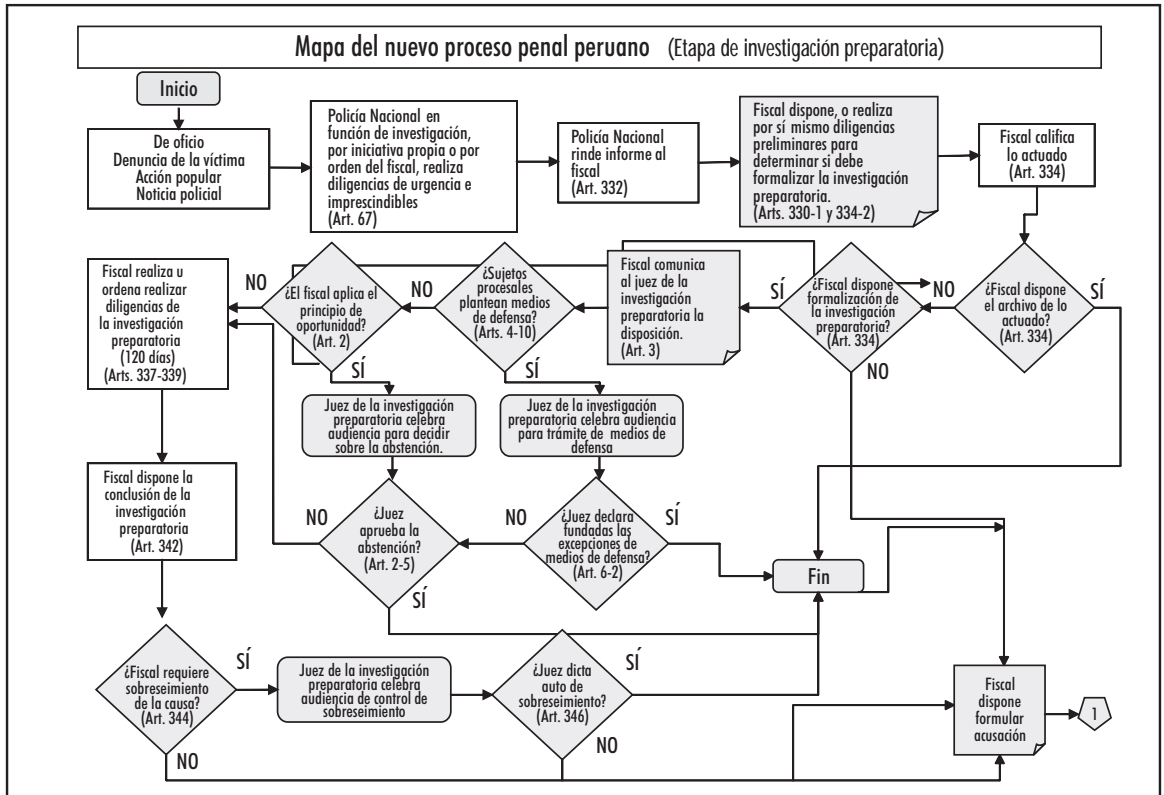 Mapa del nuevo proceso penal peruano (Etapa de investigación preparatoria)
Inicio
De oficio
Denuncia de la víctima
Acción popular
Noticia policial
Policía Nacional en
función de investigación,
por iniciativa propia o por
orden del fiscal, realiza
diligencias de urgencia e
imprescindibles
(Art. 67)
Policía Nacional
rinde informe al
fiscal
(Art. 332)
Fiscal dispone, o realiza
por sí mismo diligencias
preliminares para
determinar si debe
formalizar la investigación
preparatoria.
(Arts. 330-1 y 334-2)
Fiscal califica
lo actuado
(Art. 334)
Fiscal realiza u
ordena realizar
diligencias de
la investigación
preparatoria
(120 días)
(Arts. 337-339)
NO
¿El fiscal aplica el
principio de
oportunidad?
(Art. 2)
SÍ
NO
¿Sujetos
procesales
plantean medios
de defensa?
(Arts. 4-10)
SÍ
Fiscal comunica
al juez de la
investigación
preparatoria la
disposición.
(Art. 3)
SÍ
¿Fiscal dispone
formalización de
la investigación
preparatoria?
(Art. 334)
NO
NO
¿Fiscal dispone
el archivo de lo
actuado?
(Art. 334)
SÍ
Juez de la investigación
preparatoria celebra
audiencia para decidir
sobre la abstención.
Juez de la investigación
preparatoria celebra audiencia
para trámite de medios de
defensa
Fiscal dispone la
conclusión de la
investigación
preparatoria
(Art. 342)
NO
¿Juez
aprueba la
abstención?
(Art. 2-5)
SÍ
NO
¿Juez declara
fundadas las
excepciones de
medios de defensa?
(Art. 6-2)
SÍ
Fin
¿Fiscal requiere
sobreseimiento
de la causa?
(Art. 344)
SÍ
NO
Juez de la investigación
preparatoria celebra
audiencia de control de
sobreseimiento
¿Juez dicta
auto de
sobreseimiento?
(Art. 346)
SÍ
NO
Fiscal
dispone
formular
acusación
1